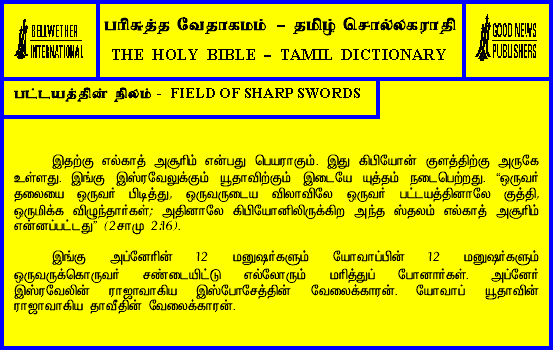 BELLWETHER
INTERNATIONAL
பரிசுத்த வேதாகமம் – தமிழ் சொல்லகராதி
THE HOLY BIBLE – TAMIL DICTIONARY
GOOD NEWS
PUBLISHERS
பட்டயத்தின் நிலம் - FIELD OF SHARP SWORDS
இதற்கு எல்காத் அசூரிம் என்பது பெயராகும். இது கிபியோன் குளத்திற்கு அருகே
உள்ளது. இங்கு இஸ்ரவேலுக்கும் யூதாவிற்கும் இடையே யுத்தம் நடைபெற்றது. “ஒருவர்
தலையை ஒருவர் பிடித்து, ஒருவருடைய விலாவிலே ஒருவர் பட்டயத்தினாலே குத்தி,
ஒருமிக்க விழுந்தார்கள்; அதினாலே கிபியோனிலிருக்கிற அந்த ஸ்தலம் எல்காத் அசூரிம்
என்னப்பட்டது” (2சாமு 2:16).
இங்கு அப்னேரின் 12 மனுஷர்களும் யோவாப்பின் 12 மனுஷர்களும்
ஒருவருக்கொருவர் சண்டையிட்டு எல்லோரும் மரித்துப் போனார்கள். அப்னேர்
இஸ்ரவேலின் ராஜாவாகிய இஸ்போசேத்தின் வேலைக்காரன். யோவாப் யூதாவின்
ராஜாவாகிய தாவீதின் வேலைக்காரன்.